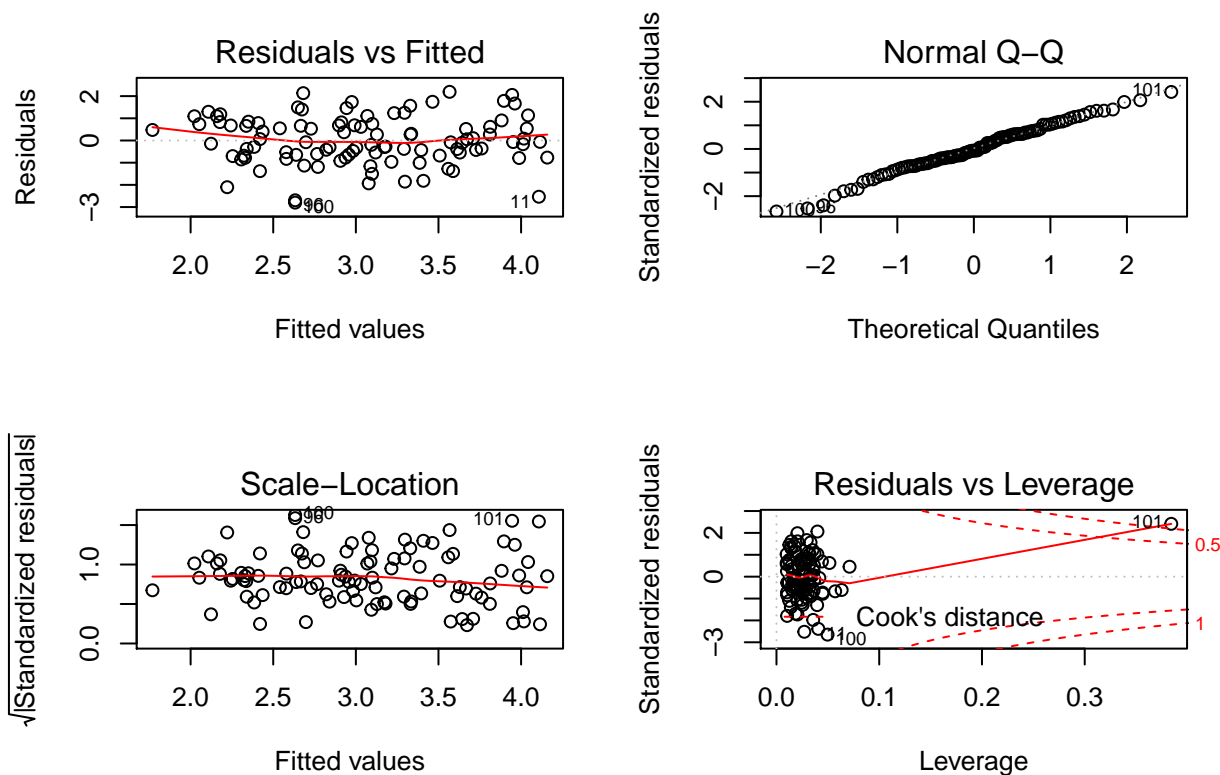 Residuals vs Fitted
Residuals
2
0
−3
2.0 2.5 3.0 3.5 4.0
Fitted values
11
Normal Q−Q
Standardized residuals
2
0
−2
−2 −1 0 1 2
Theoretical Quantiles
101
Scale−Location
√|Standardized residuals|
1.0
0.0
2.0 2.5 3.0 3.5 4.0
Fitted values
101
Residuals vs Leverage
Standardized residuals
2
0
−3
0.0 0.1 0.2 0.3
Leverage
Cook's distance
101
100
0.5
1